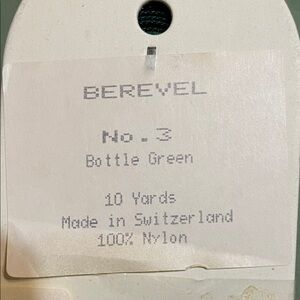 BEREVEL
No.3
Bottle Green
10 Yards
Made in Switzerland
100% Nylon